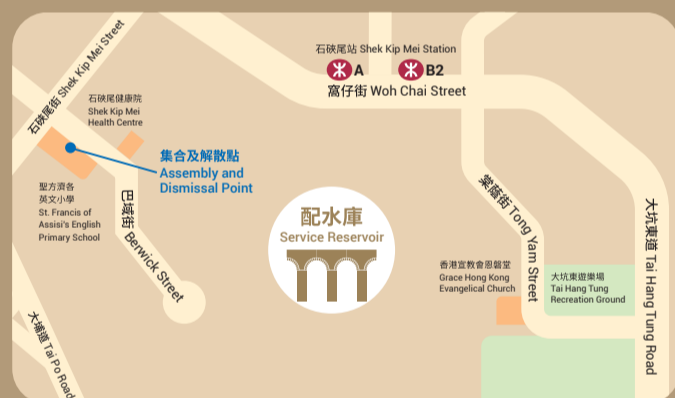 石硤尾街 Shek Kip Mei Street
石硤尾健康院
Shek Kip Mei
Health Centre
集合及解散點
Assembly and
Dismissal Point
聖方濟各
英文小學
St. Francis of
Assisi's English
Primary School
巴域街 Berwick Street
大埔道 Tai Po Road
石硤尾站 Shek Kip Mei Station
A
B2
窩仔街 Woh Chai Street
配水庫
Service Reservoir
棠蔭街 Tong Yam Street
香港宣教會恩磐堂
Grace Hong Kong
Evangelical Church
大坑東遊樂場
Tai Hang Tung
Recreation Ground
大坑東道 Tai Hang Tung Road